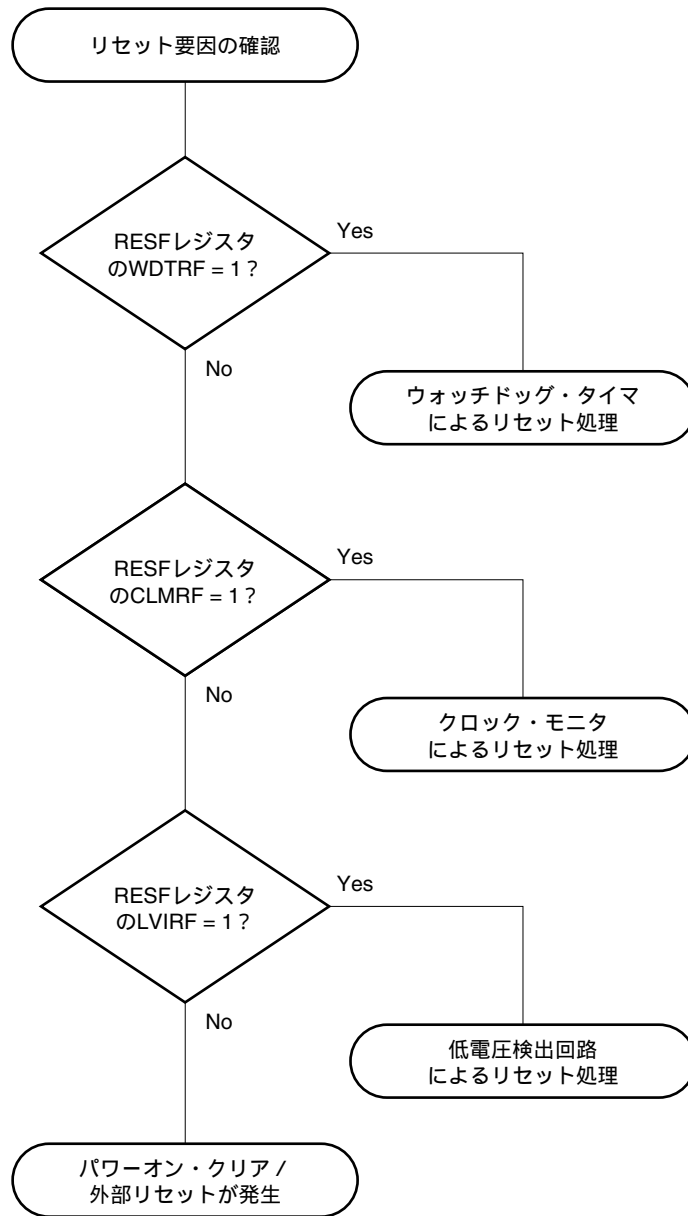 リセット要因の確認
RESFレジスタ
のWDTRF = 1？
Yes
No
ウォッチドッグ・タイマ
によるリセット処理
RESFレジスタ
のCLMRF = 1？
Yes
No
クロック・モニタ
によるリセット処理
RESFレジスタ
のLVIRF = 1？
Yes
No
低電圧検出回路
によるリセット処理
パワーオン・クリア /
外部リセットが発生